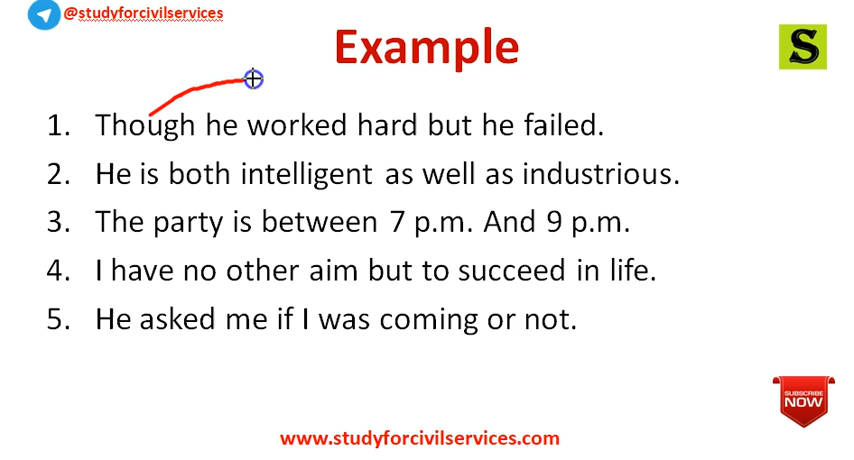 @studyforcivilservices
Example
S
1. Though he worked hard but he failed.
2. He is both intelligent as well as industrious.
3. The party is between 7 p.m. And 9 p.m.
4. I have no other aim but to succeed in life.
5. He asked me if I was coming or not.
SUBSCRIBE
NOW
www.studyforcivilservices.com